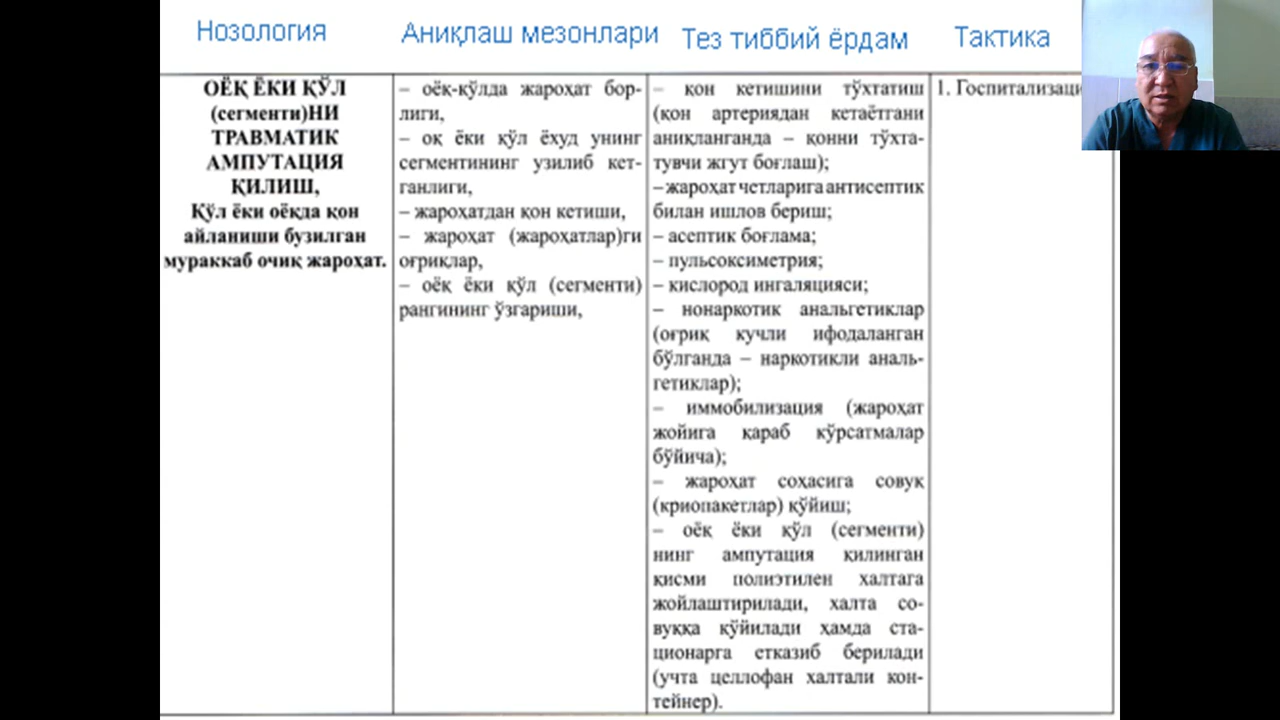 Нозология
Аниқлаш мезонлари
Тез тиббий ёрдам
Тактика
ОЁҚ ЁКИ ҚЎЛ
(сегменти)НИ
ТРАВМАТИК
АМПУТАЦИЯ
ҚИЛИШ,
Қўл ёки оёқда қон
айланиши бузилган
мураккаб очиқ жароҳат.
– оёқ-қўлда жароҳат бор-
лиги,
– оқ ёки қўл ёхуд унинг
сегментининг узилиб кет-
ганлиги,
– жароҳатдан қон кетиши,
– жароҳат (жароҳатлар)ги
оғриқлар,
– оёқ ёки қўл (сегменти)
рангининг ўзгариши,
– қон кетишини тўхтатиш
(қон артериядан кетаётгани
аниқланганда – қонни тўхта-
тувчи жгут боғлаш);
– жароҳат четларига антисептик
билан ишлов бериш;
– асептик боғлама;
– пульсоксиметрия;
– кислород ингаляцияси;
– нонаркотик анальгетиклар
(оғриқ кучли ифодаланган
бўлганда – наркотикли аналь-
гетиклар);
– иммобилизация (жароҳат
жойига қараб кўрсатмалар
бўйича);
– жароҳат соҳасига совуқ
(криопакетлар) қўйиш;
– оёқ ёки қўл (сегменти)
нинг ампутация қилинган
қисми полиэтилен халтага
жойлаштирилади, халта со-
вуққа қўйилади ҳамда ста-
ционарга етказиб берилади
(учта целлофан халтали кон-
тейнер).
1. Госпитализаци